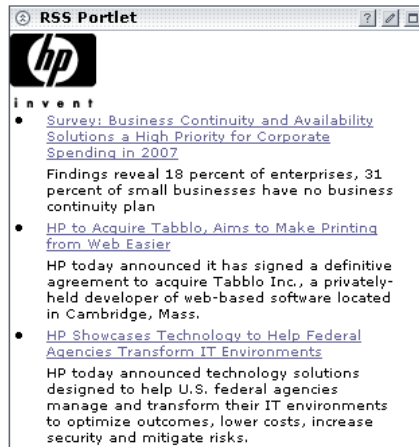 RSS Portlet
?
hp
invent
Survey: Business Continuity and Availability
Solutions a High Priority for Corporate
Spending in 2007
Findings reveal 18 percent of enterprises, 31
percent of small businesses have no business
continuity plan
HP to Acquire Tabblo, Aims to Make Printing
from Web Easier
HP today announced it has signed a definitive
agreement to acquire Tabblo Inc., a privately-
held developer of web-based software located
in Cambridge, Mass.
HP Showcases Technology to Help Federal
Agencies Transform IT Environments
HP today announced technology solutions
designed to help U.S. federal agencies
manage and transform their IT environments
to optimize outcomes, lower costs, increase
security and mitigate risks.